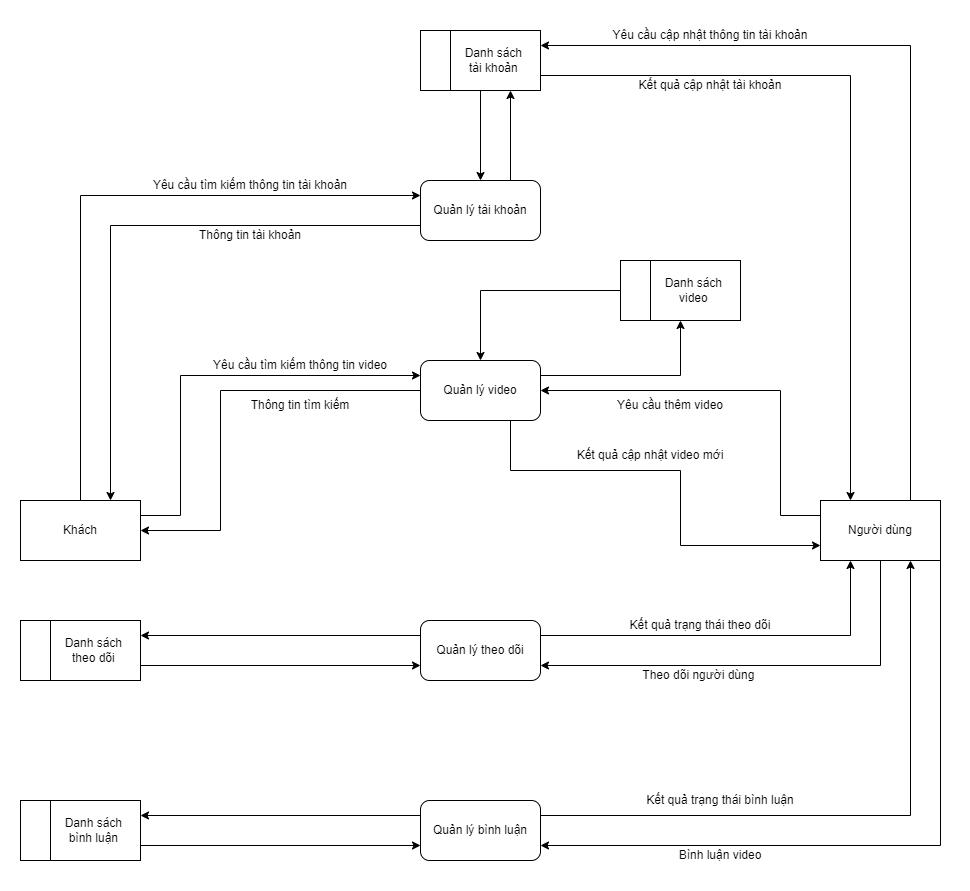 Yêu cầu cập nhật thông tin tài khoản
Danh sách
tài khoản
Kết quả cập nhật tài khoản
Yêu cầu tìm kiếm thông tin tài khoản
Quản lý tài khoản
Thông tin tài khoản
Danh sách
video
Yêu cầu tìm kiếm thông tin video
Quản lý video
Thông tin tìm kiếm
Yêu cầu thêm video
Kết quả cập nhật video mới
Khách
Người dùng
Kết quả trạng thái theo dõi
Danh sách
theo dõi
Quản lý theo dõi
Theo dõi người dùng
Kết quả trạng thái bình luận
Danh sách
bình luận
Quản lý bình luận
Bình luận video